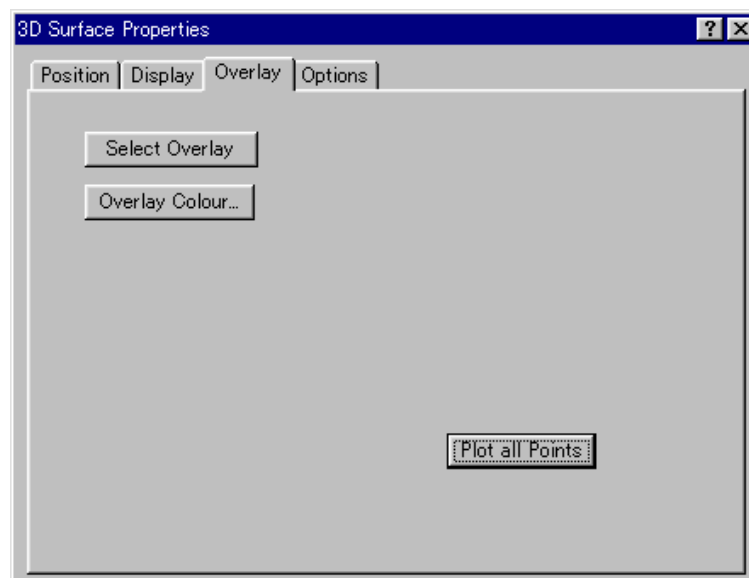 3D Surface Properties
Position Display Overlay Options
Select Overlay
Overlay Colour...
Plot all Points